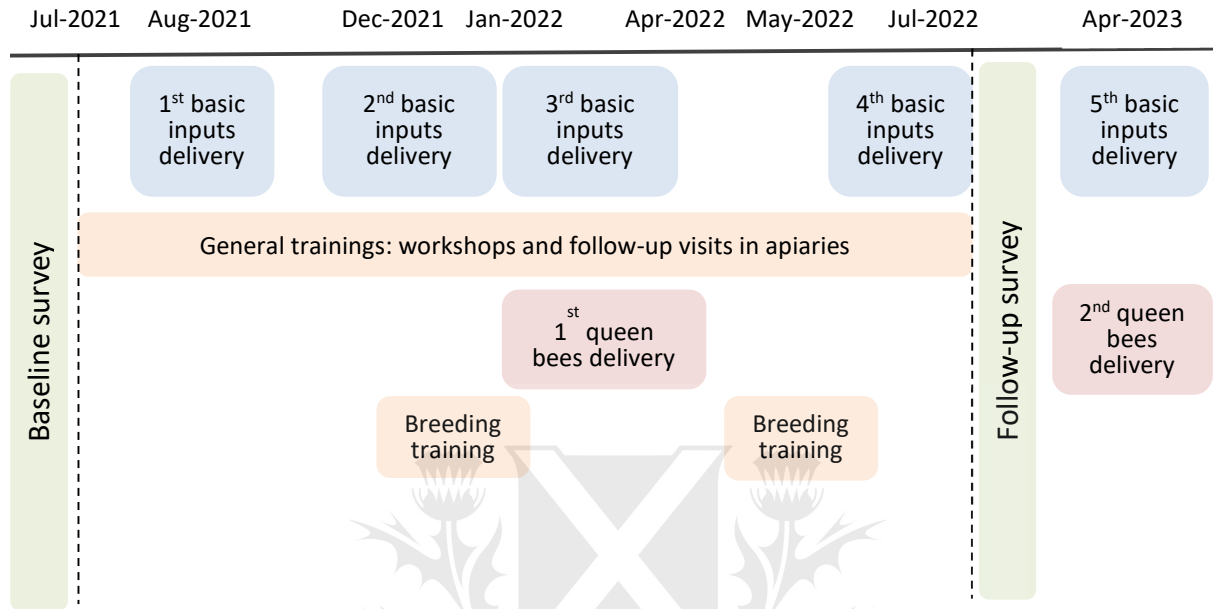 Jul-2021 Aug-2021 Dec-2021 Jan-2022 Apr-2022 May-2022 Jul-2022 Apr-2023
Baseline survey
1st basic
inputs
delivery
2nd basic
inputs
delivery
3rd basic
inputs
delivery
4th basic
inputs
delivery
5th basic
inputs
delivery
General trainings: workshops and follow-up visits in apiaries
1st queen
bees delivery
2nd queen
bees
delivery
Breeding
training
Breeding
training
Follow-up survey